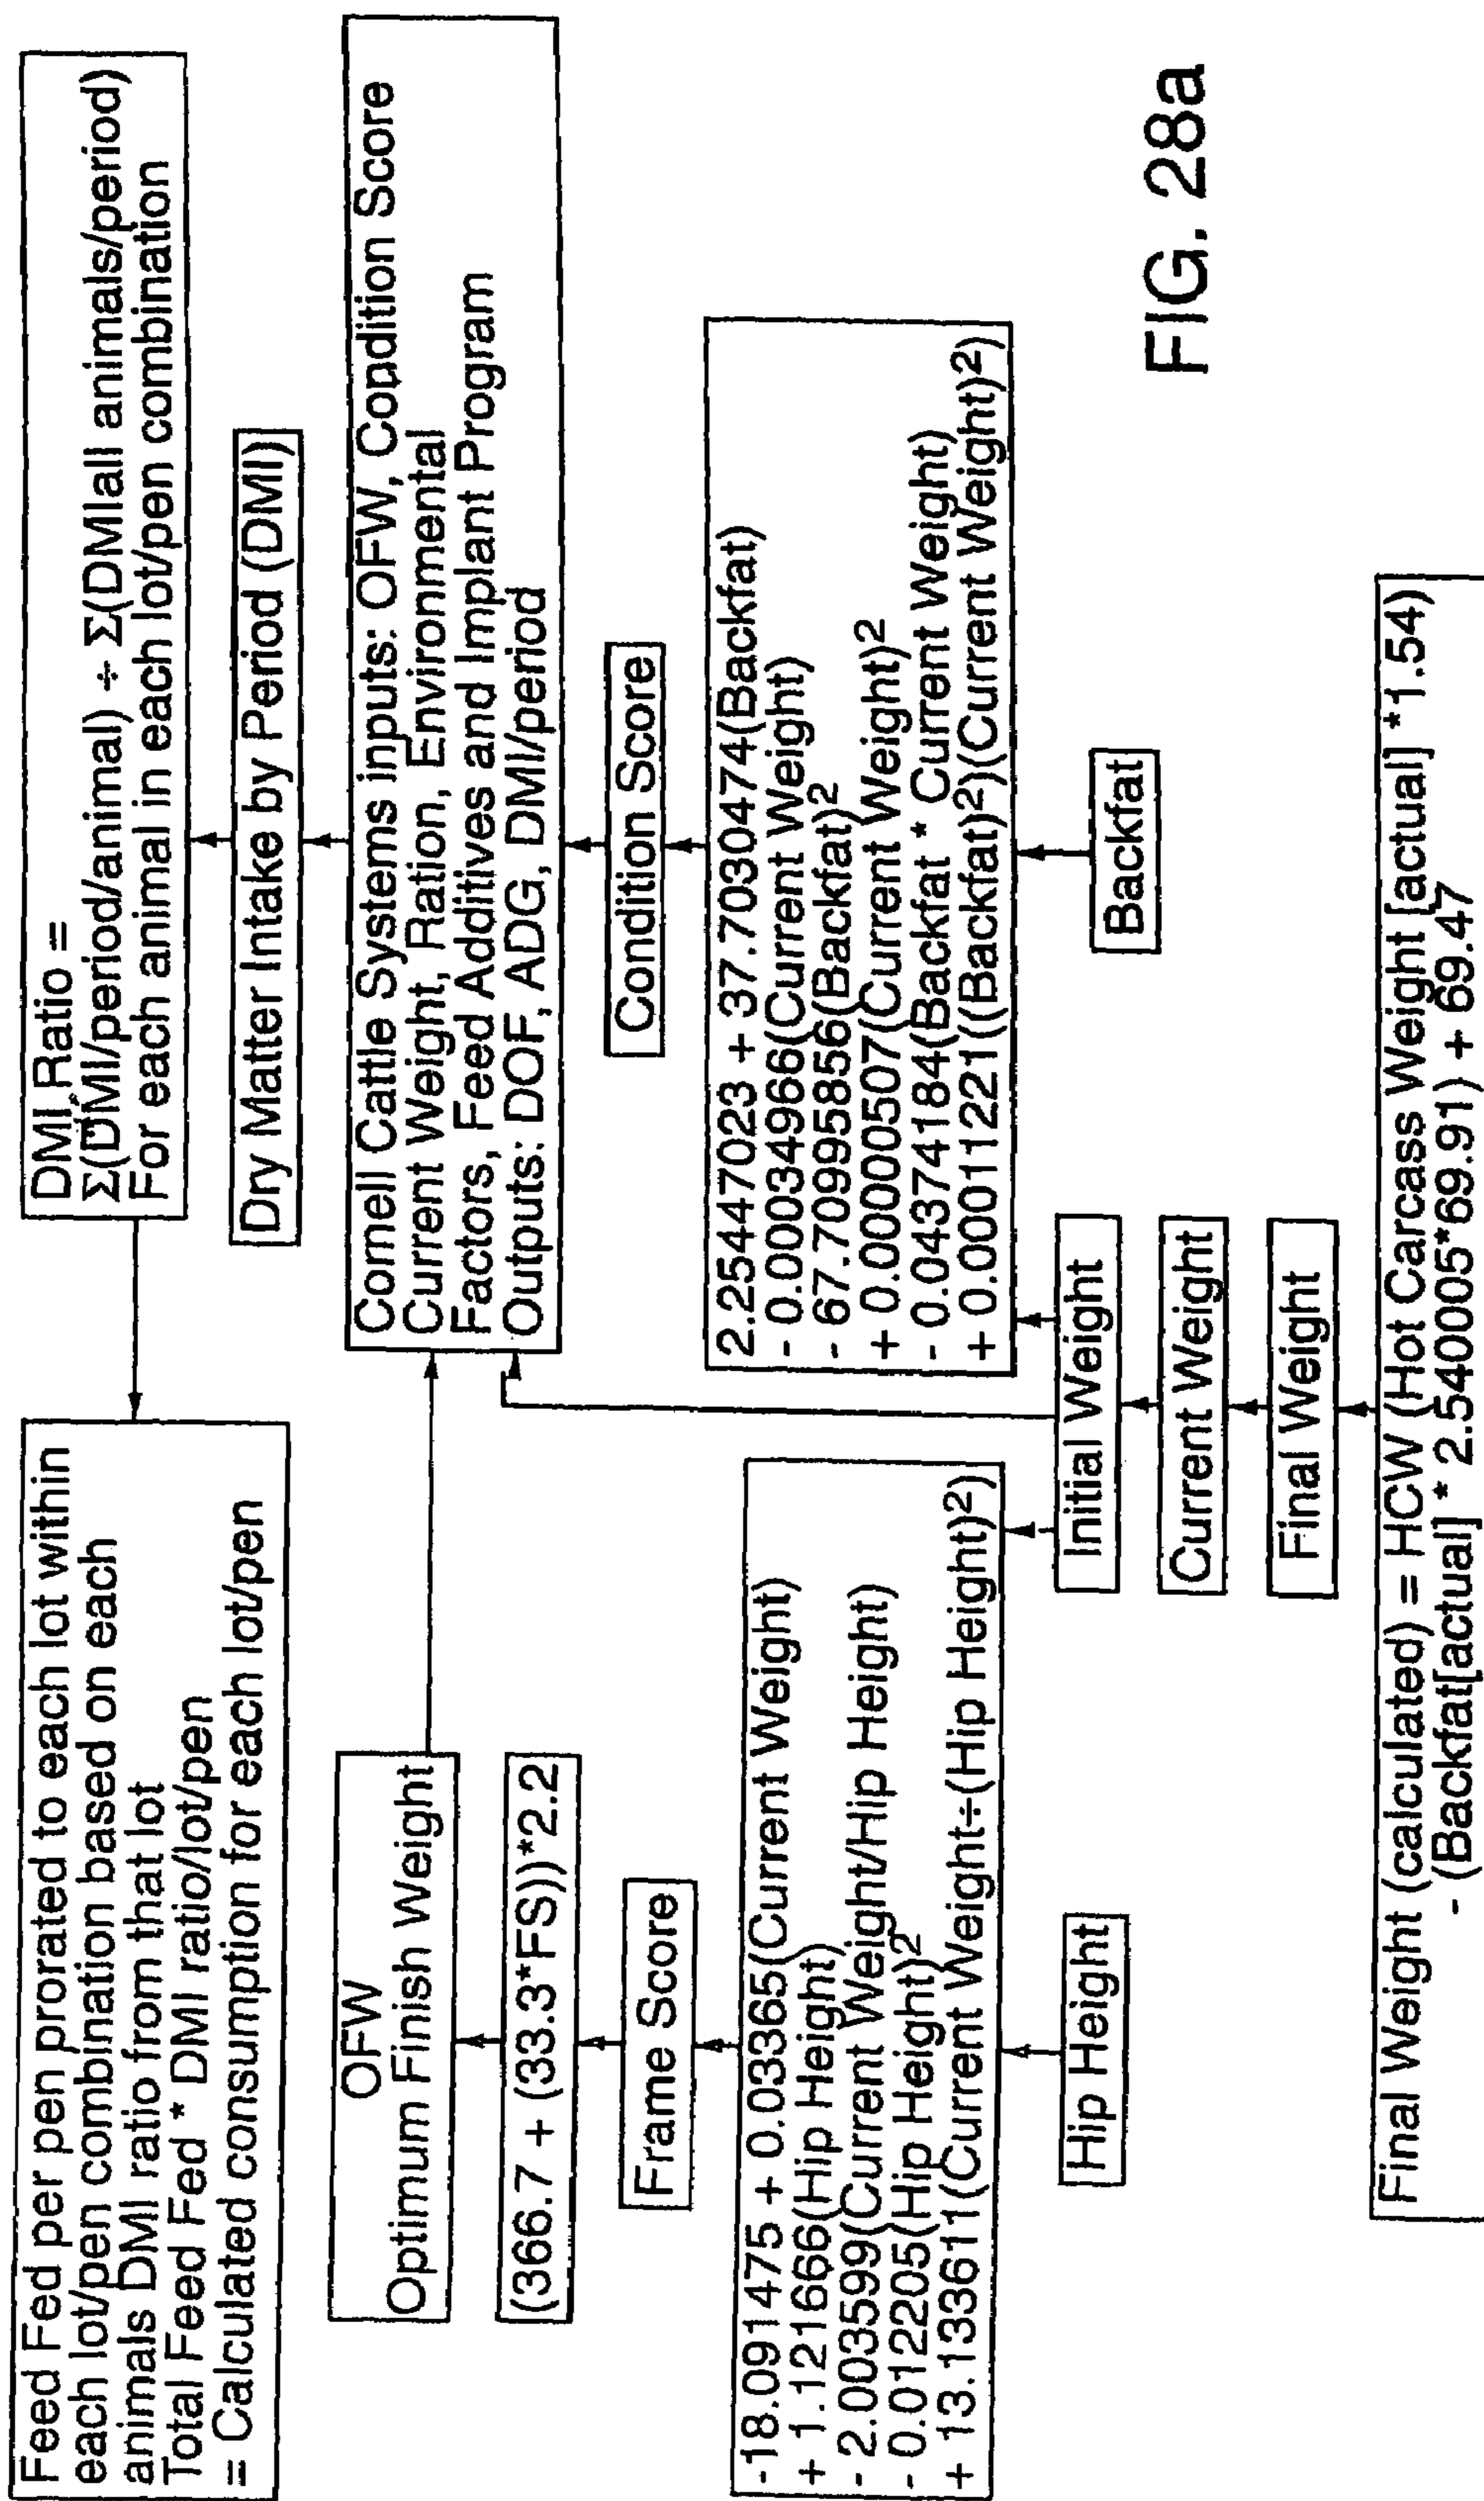 Feed Fed per pen prorated to each lot within
each lot/pen combination based on each
animals DMI ratio from that lot
Total Feed Fed * DMI ratio/lot/pen
= Calculated consumption for each lot/pen
DMI Ratio =
Σ(DMI/period/animal) ÷ Σ(DMIall animals/period)
For each animal in each lot/pen combination
Dry Matter Intake by Period (DMI)
OFW
Optimum Finish Weight
Cornell Cattle Systems inputs: OFW, Condition Score
Current Weight, Ration, Environmental
Factors, Feed Additives and Implant Program
Outputs: DOF, ADG, DMI/period
(366.7 + (33.3*FS))*2.2
Frame Score
Condition Score
-18.091475 + 0.03365(Current Weight)
+ 1.121666(Hip Height)
- 2.003599(Current Weight/Hip Height)
- 0.012205(Hip Height)²
+ 13.133611(Current Weight÷(Hip Height)²)
2.25447023 + 37.7030474(Backfat)
- 0.00034966(Current Weight)
- 67.70995856(Backfat)²
+ 0.00000507(Current Weight)²
- 0.04374184(Backfat * Current Weight)
+ 0.00011221((Backfat)²)(Current Weight)²)
Hip Height
Initial Weight
Backfat
Current Weight
Final Weight
Final Weight (calculated) = HCW (Hot Carcass Weight [actual] *1.54)
- (Backfat[actual] * 2.540005*69.91) + 69.47
FIG. 28a